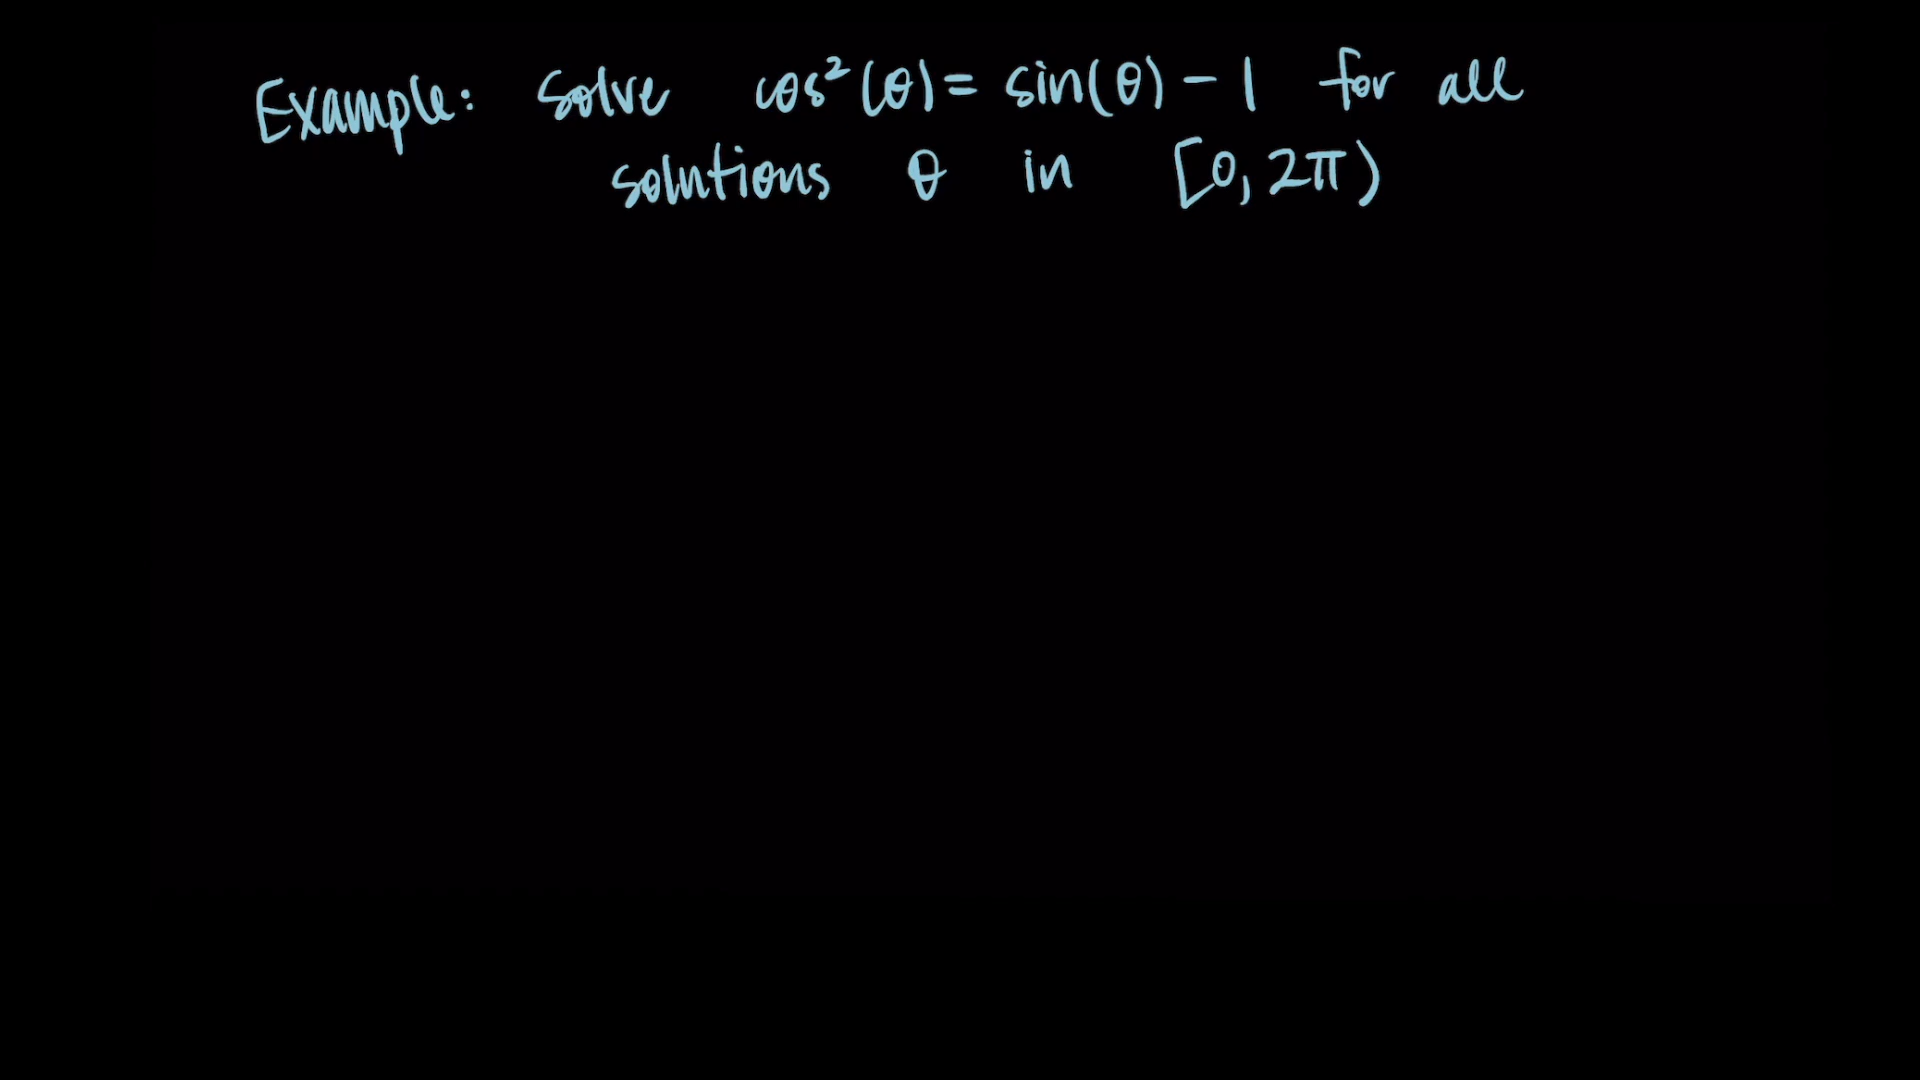 Example: Solve cos²(θ) = sin(θ) - 1 for all
solutions θ in [0, 2π)